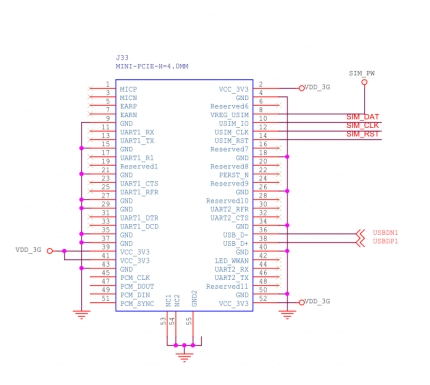 J33
MINI-PCIE-H=4.0MM
SIM_PW
1 MICP VCC_3V3 2 VDD_3G
3 MICN GND 4
5 EARP Reserved6 6
7 EARN VREG_USIM 8
9 GND USIM_IO 10 SIM_DAT
11 UART1_RX USIM_CLK 12 SIM_CLK
13 UART1_TX USIM_RST 14 SIM_RST
15 GND Reserved7 16
17 UART1_RI GND 18
19 Reserved1 Reserved8 20
21 GND PERST_N 22
23 UART1_CTS Reserved9 24
25 UART1_RFR GND 26
27 GND Reserved10 28
29 GND UART2_RFR 30
31 UART1_DTR UART2_CTS 32
33 UART1_DCD GND 34
35 GND USB_D- 36 USBDN1
37 GND USB_D+ 38 USBDP1
VDD_3G 39 VCC_3V3 GND 40
41 VCC_3V3 LED_WWAN 42
43 GND UART2_RX 44
45 PCM_CLK UART2_TX 46
47 PCM_DOUT Reserved11 48
49 PCM_DIN GND 50
51 PCM_SYNC VCC_3V3 52 VDD_3G
NC1 NC2 GND2
53 54 55